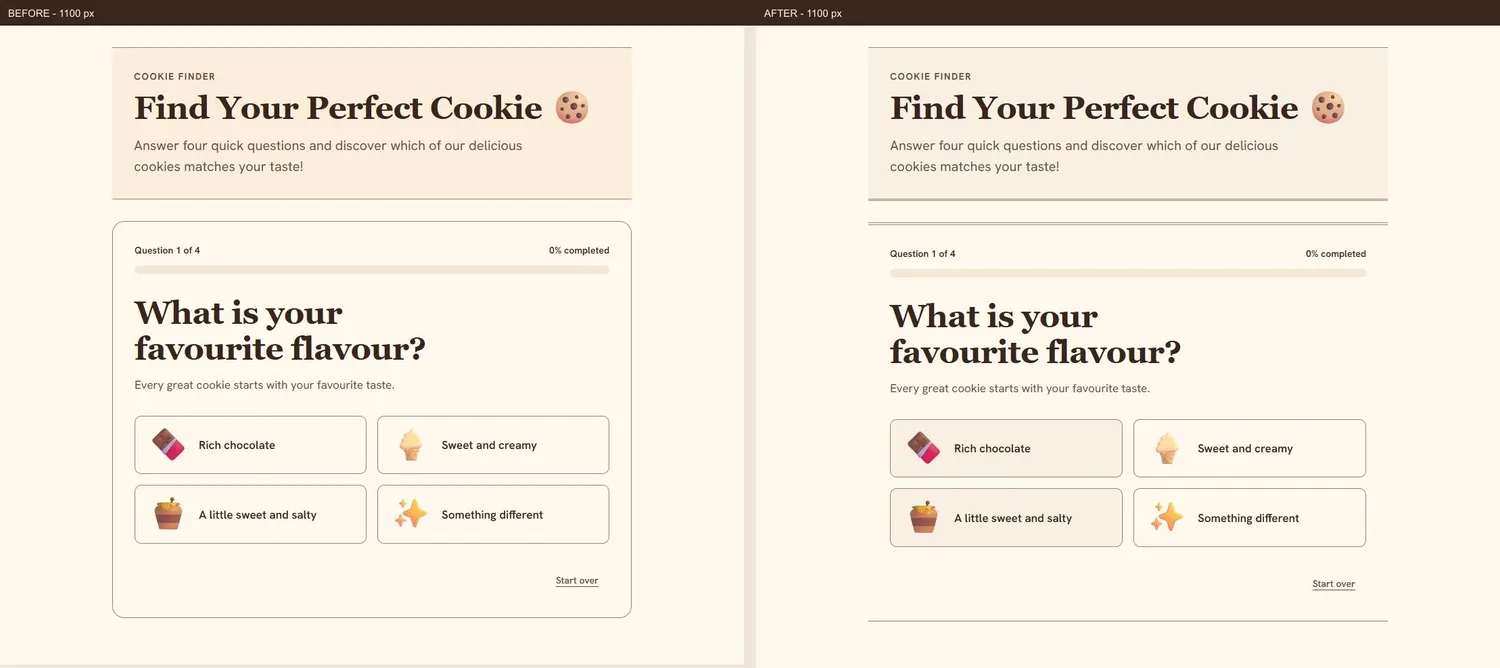 BEFORE - 1100 px
COOKIE FINDER
Find Your Perfect Cookie
Answer four quick questions and discover which of our delicious
cookies matches your taste!
Question 1 of 4
0% completed
What is your
favourite flavour?
Every great cookie starts with your favourite taste.
Rich chocolate
Sweet and creamy
A little sweet and salty
Something different
Start over
AFTER - 1100 px
COOKIE FINDER
Find Your Perfect Cookie
Answer four quick questions and discover which of our delicious
cookies matches your taste!
Question 1 of 4
0% completed
What is your
favourite flavour?
Every great cookie starts with your favourite taste.
Rich chocolate
Sweet and creamy
A little sweet and salty
Something different
Start over